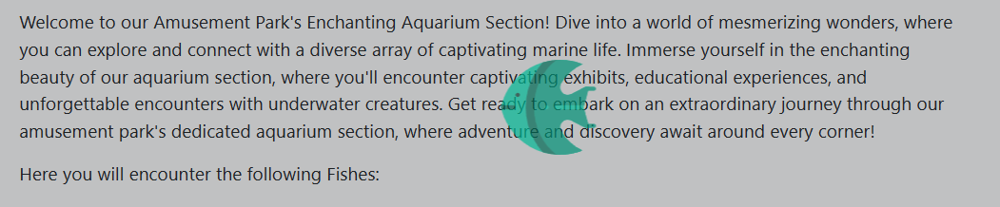 Welcome to our Amusement Park's Enchanting Aquarium Section! Dive into a world of mesmerizing wonders, where
you can explore and connect with a diverse array of captivating marine life. Immerse yourself in the enchanting
beauty of our aquarium section, where you'll encounter captivating exhibits, educational experiences, and
unforgettable encounters with underwater creatures. Get ready to embark on an extraordinary journey through our
amusement park's dedicated aquarium section, where adventure and discovery await around every corner!
Here you will encounter the following Fishes: